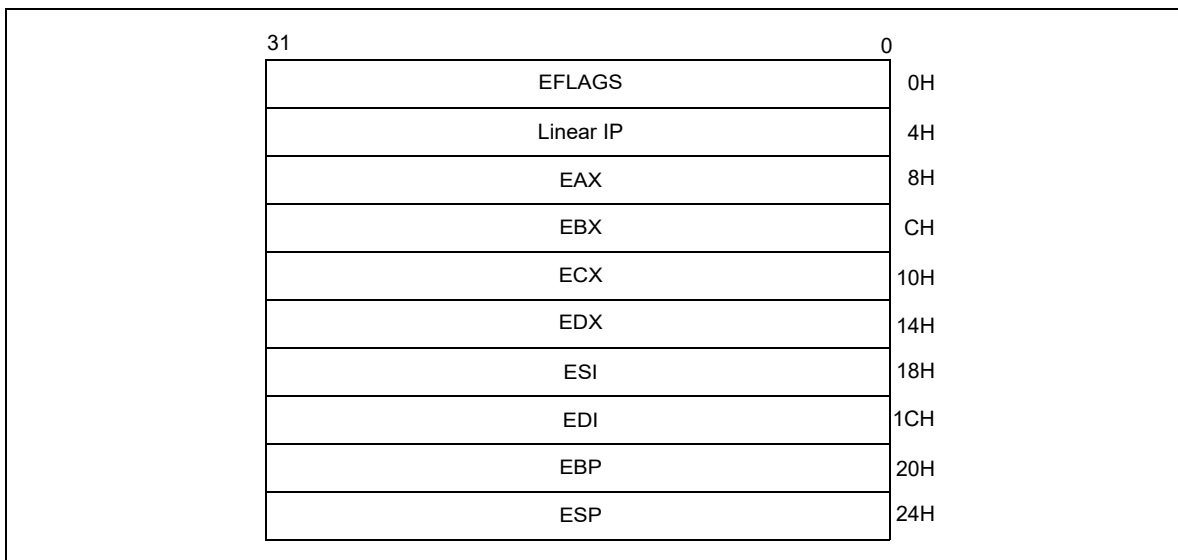 31 0
EFLAGS 0H
Linear IP 4H
EAX 8H
EBX CH
ECX 10H
EDX 14H
ESI 18H
EDI 1CH
EBP 20H
ESP 24H